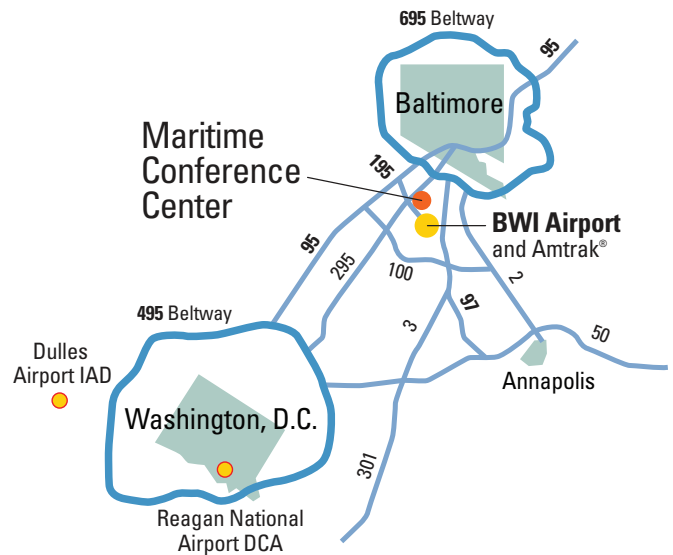 695 Beltway
95
Baltimore
Maritime
Conference
Center
195
BWI Airport
and Amtrak®
95
295
100
2
97
3
495 Beltway
50
Dulles
Airport IAD
Annapolis
Washington, D.C.
301
Reagan National
Airport DCA